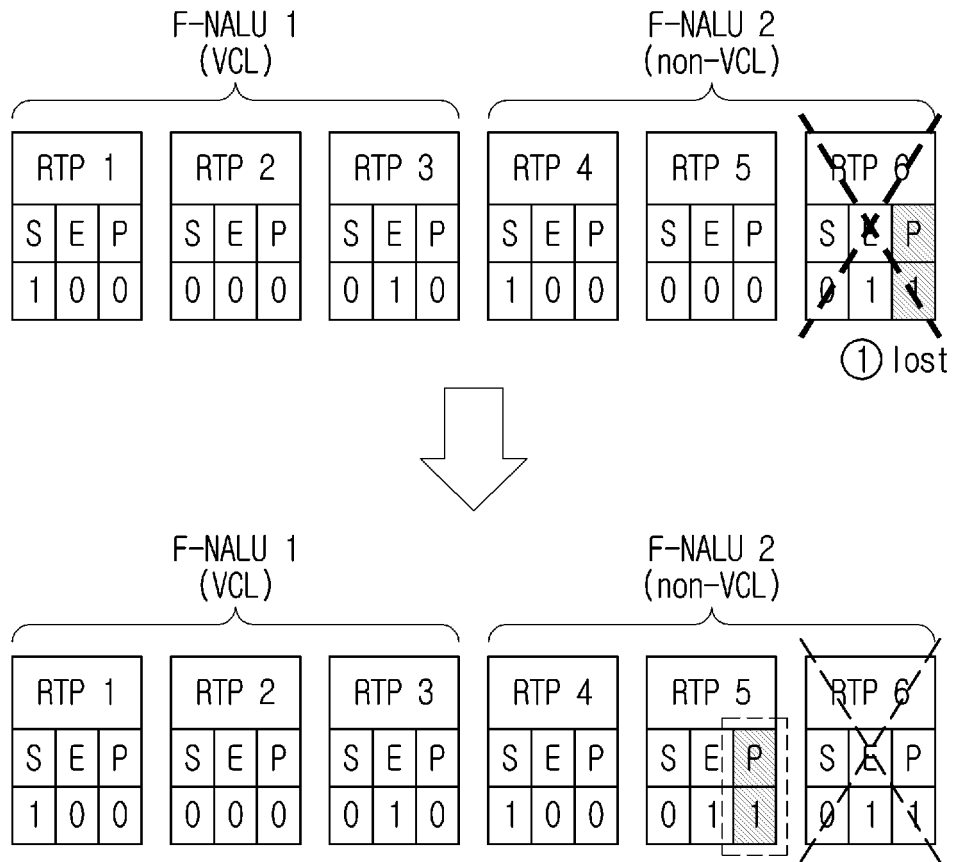 F-NALU 1
(VCL)
F-NALU 2
(non-VCL)
RTP 1 RTP 2 RTP 3 RTP 4 RTP 5 RTP 6
S E P S E P S E P S E P S E P S E P
1 0 0 0 0 0 0 1 0 1 0 0 0 0 0 0 1 1
① lost
F-NALU 1
(VCL)
F-NALU 2
(non-VCL)
RTP 1 RTP 2 RTP 3 RTP 4 RTP 5 RTP 6
S E P S E P S E P S E P S E P S E P
1 0 0 0 0 0 0 1 0 1 0 0 0 1 1 0 1 1